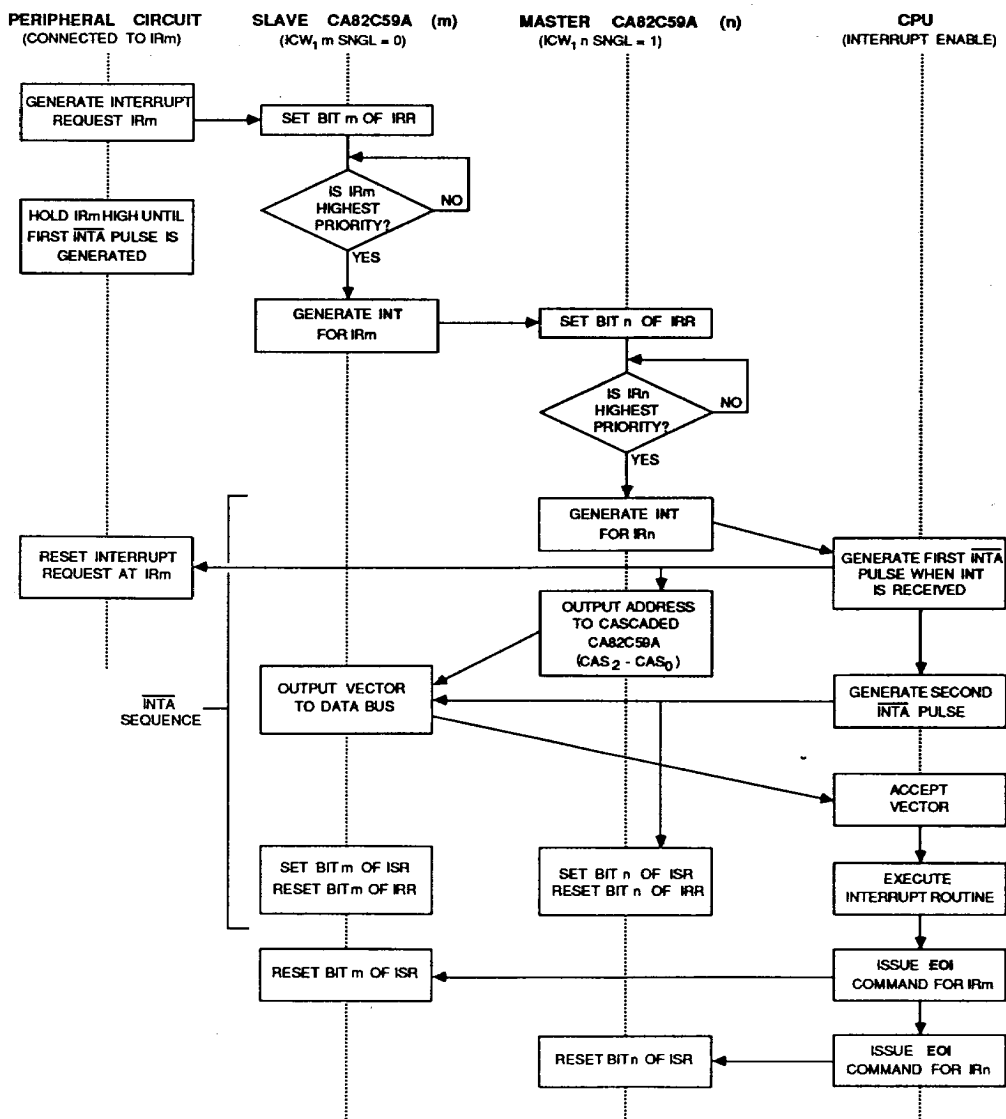 PERIPHERAL CIRCUIT
(CONNECTED TO IRm)
SLAVE CA82C59A (m)
(ICW1 m SNGL = 0)
MASTER CA82C59A (n)
(ICW1 n SNGL = 1)
CPU
(INTERRUPT ENABLE)
GENERATE INTERRUPT
REQUEST IRm
SET BIT m OF IRR
IS IRm
HIGHEST
PRIORITY?
NO
YES
HOLD IRm HIGH UNTIL
FIRST INTA PULSE IS
GENERATED
GENERATE INT
FOR IRm
SET BIT n OF IRR
IS IRn
HIGHEST
PRIORITY?
NO
YES
GENERATE INT
FOR IRn
RESET INTERRUPT
REQUEST AT IRm
GENERATE FIRST INTA
PULSE WHEN INT
IS RECEIVED
OUTPUT ADDRESS
TO CASCADED
CA82C59A
(CAS2 - CAS0)
INTA
SEQUENCE
OUTPUT VECTOR
TO DATA BUS
GENERATE SECOND
INTA PULSE
ACCEPT
VECTOR
SET BIT m OF ISR
RESET BIT m OF IRR
SET BIT n OF ISR
RESET BIT n OF IRR
EXECUTE
INTERRUPT ROUTINE
RESET BIT m OF ISR
ISSUE EOI
COMMAND FOR IRm
RESET BIT n OF ISR
ISSUE EOI
COMMAND FOR IRn